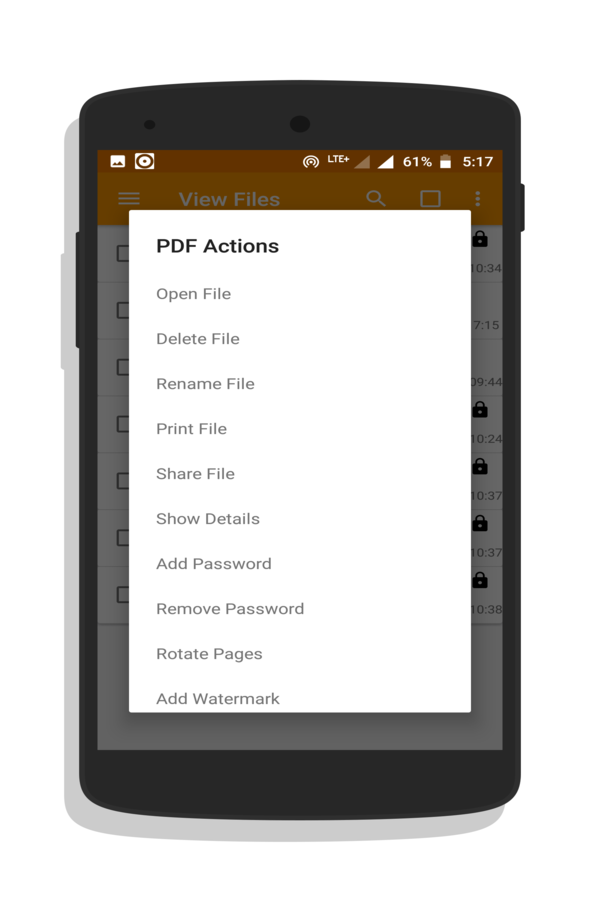 LTE+ 61% 5:17
View Files
PDF Actions
10:34
Open File
7:15
Delete File
Rename File
09:44
Print File
10:24
Share File
10:37
Show Details
10:37
Add Password
Remove Password
10:38
Rotate Pages
Add Watermark